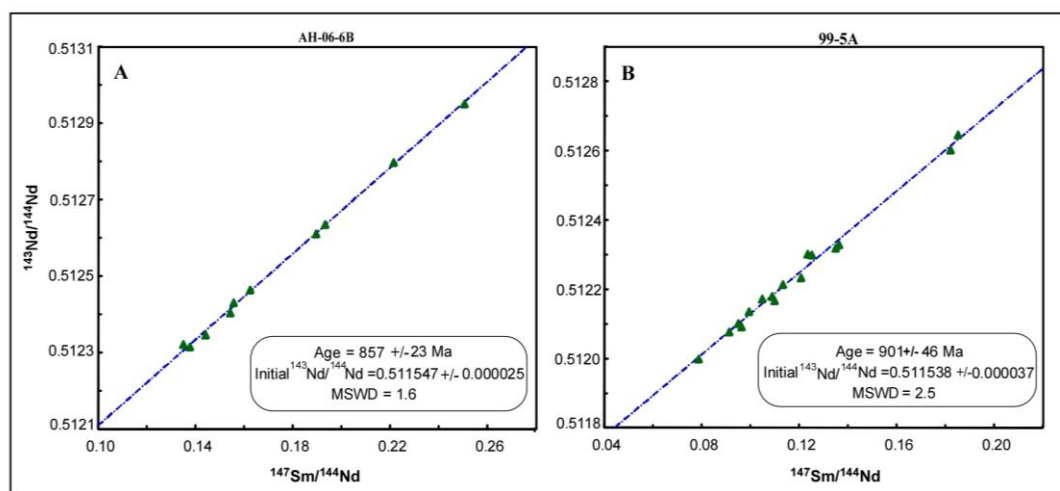 AH-06-6B
A
0.5131
0.5129
0.5127
0.5125
0.5123
0.5121
¹⁴³Nd/¹⁴⁴Nd
Age = 857 +/-23 Ma
Initial ¹⁴³Nd/¹⁴⁴Nd =0.511547 +/- 0.000025
MSWD = 1.6
0.10 0.14 0.18 0.22 0.26
¹⁴⁷Sm/¹⁴⁴Nd
99-5A
B
0.5128
0.5126
0.5124
0.5122
0.5120
0.5118
Age = 901+/- 46 Ma
Initial ¹⁴³Nd/¹⁴⁴Nd =0.511538 +/-0.000037
MSWD = 2.5
0.04 0.08 0.12 0.16 0.20
¹⁴⁷Sm/¹⁴⁴Nd